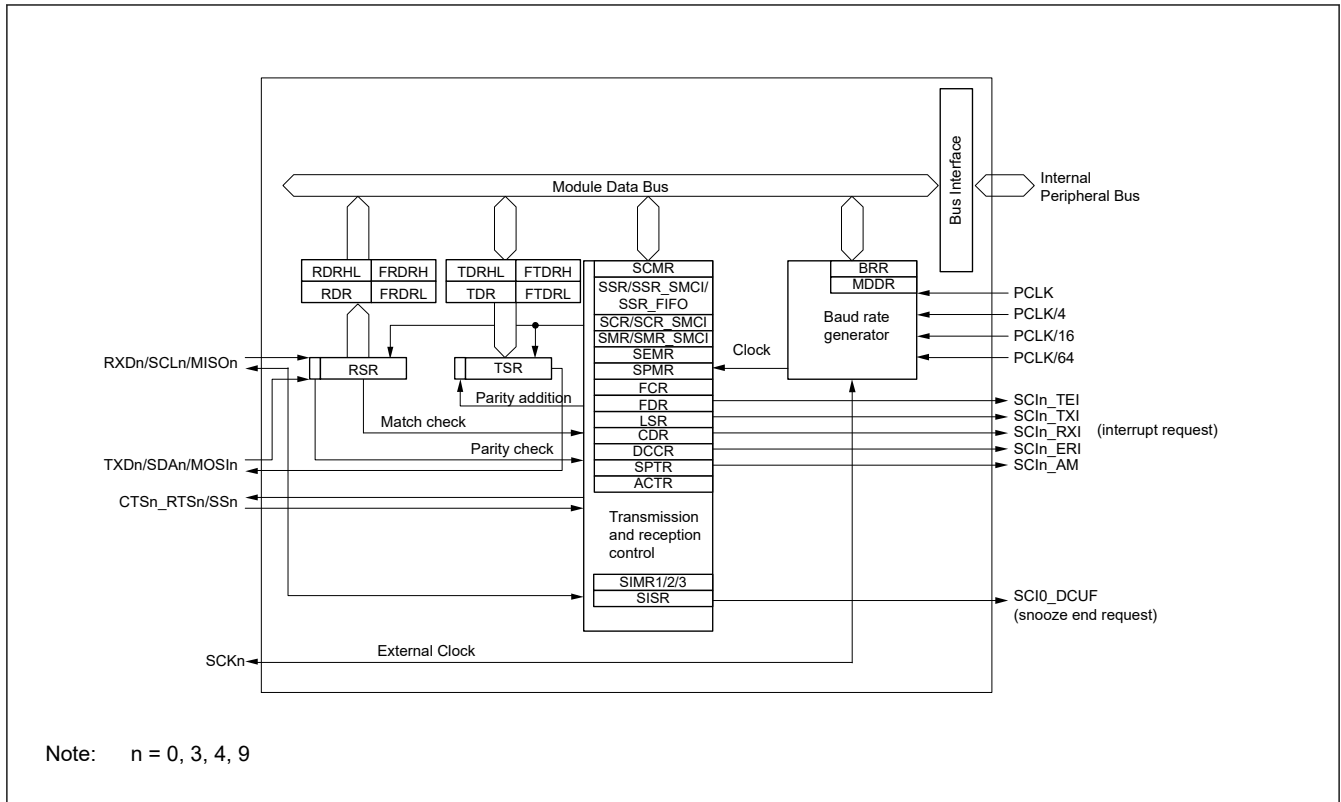 Module Data Bus
Bus Interface
Internal
Peripheral Bus
RDRHL FRDRH
RDR FRDRL
TDRHL FTDRH
TDR FTDRL
SCMR
SSR/SSR_SMCI/
SSR_FIFO
SCR/SCR_SMCI
SMR/SMR_SMCI
SEMR
SPMR
FCR
FDR
LSR
CDR
DCCR
SPTR
ACTR
Transmission
and reception
control
SIMR1/2/3
SISR
BRR
MDDR
Baud rate
generator
Clock
PCLK
PCLK/4
PCLK/16
PCLK/64
RXDn/SCLn/MISOn
RSR
TSR
Parity addition
Match check
Parity check
TXDn/SDAn/MOSIn
CTSn_RTSn/SSn
SCIn_TEI
SCIn_TXI
SCIn_RXI (interrupt request)
SCIn_ERI
SCIn_AM
SCI0_DCUF
(snooze end request)
SCKn
External Clock
Note: n = 0, 3, 4, 9